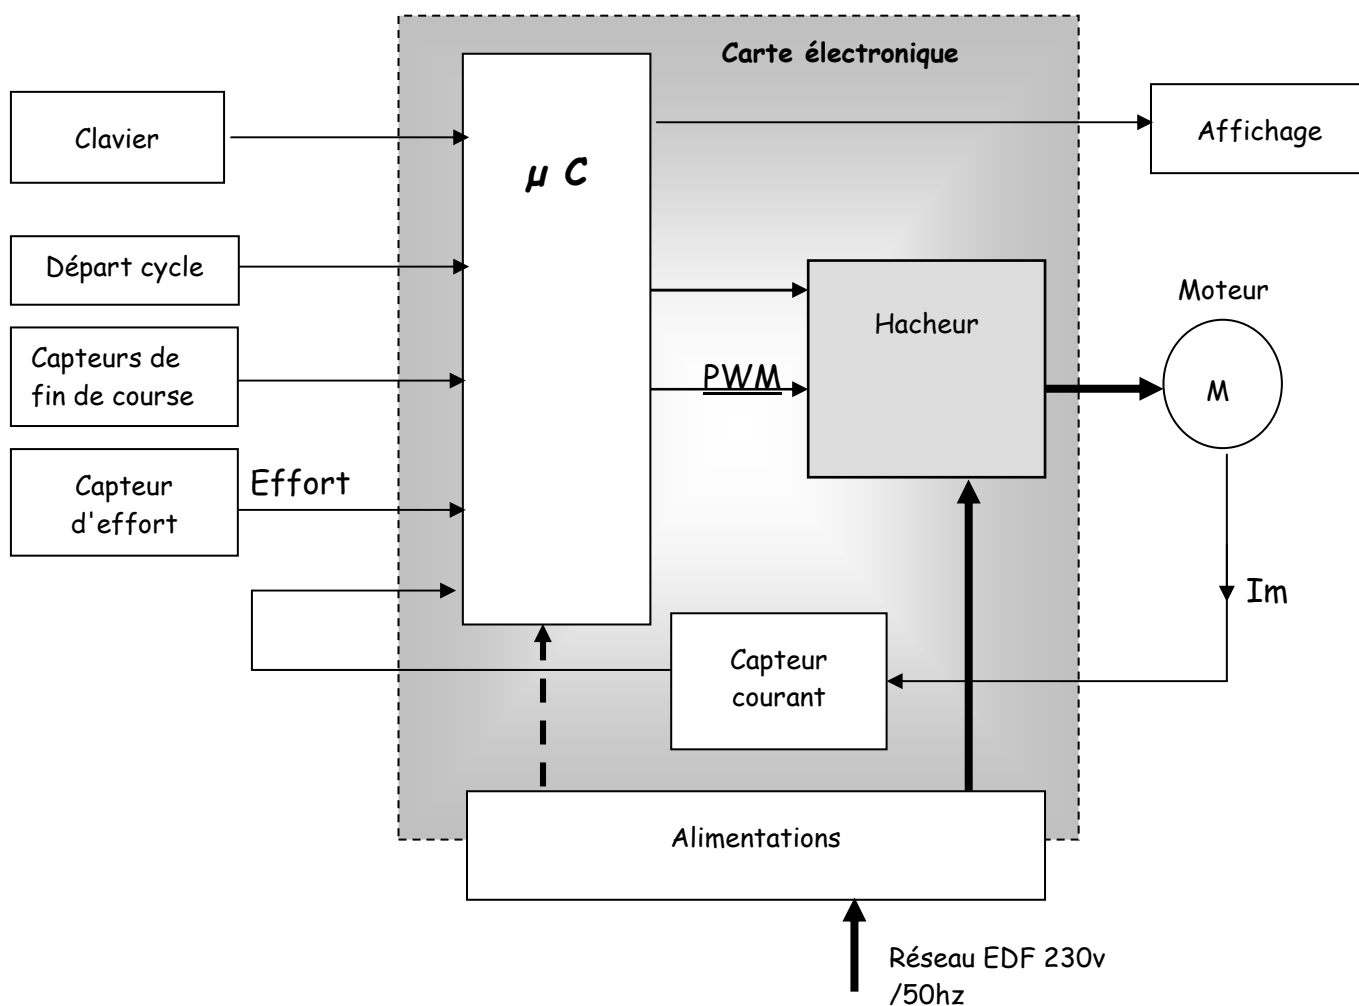 Carte électronique
Clavier
µ C
Affichage
Départ cycle
Moteur
Hacheur
Capteurs de
fin de course
PWM
M
Capteur
d'effort
Effort
Im
Capteur
courant
Alimentations
Réseau EDF 230v
/50hz